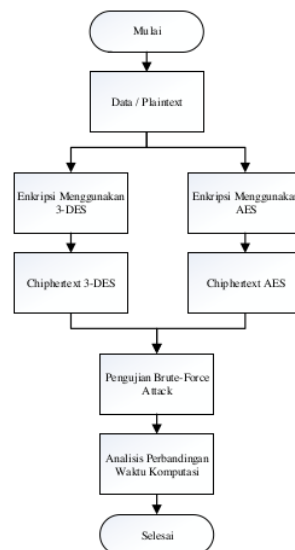 Mulai
Data / Plaintext
Enkripsi Menggunakan
3-DES
Enkripsi Menggunakan
AES
Chiphertext 3-DES
Chiphertext AES
Pengujian Brute-Force
Attack
Analisis Perbandingan
Waktu Komputasi
Selesai